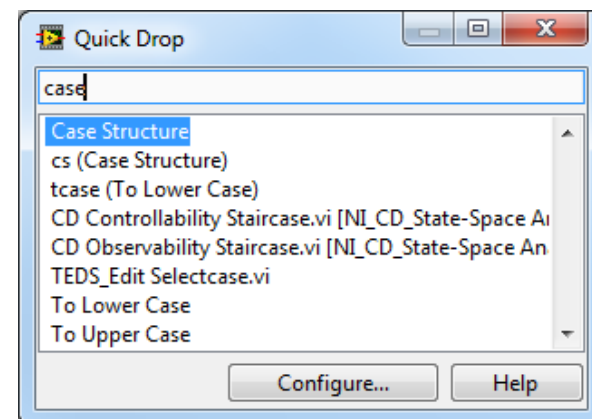 Quick Drop
case
Case Structure
cs (Case Structure)
tcase (To Lower Case)
CD Controllability Staircase.vi [NI_CD_State-Space A
CD Observability Staircase.vi [NI_CD_State-Space An
TEDS_Edit Selectcase.vi
To Lower Case
To Upper Case
Configure... Help